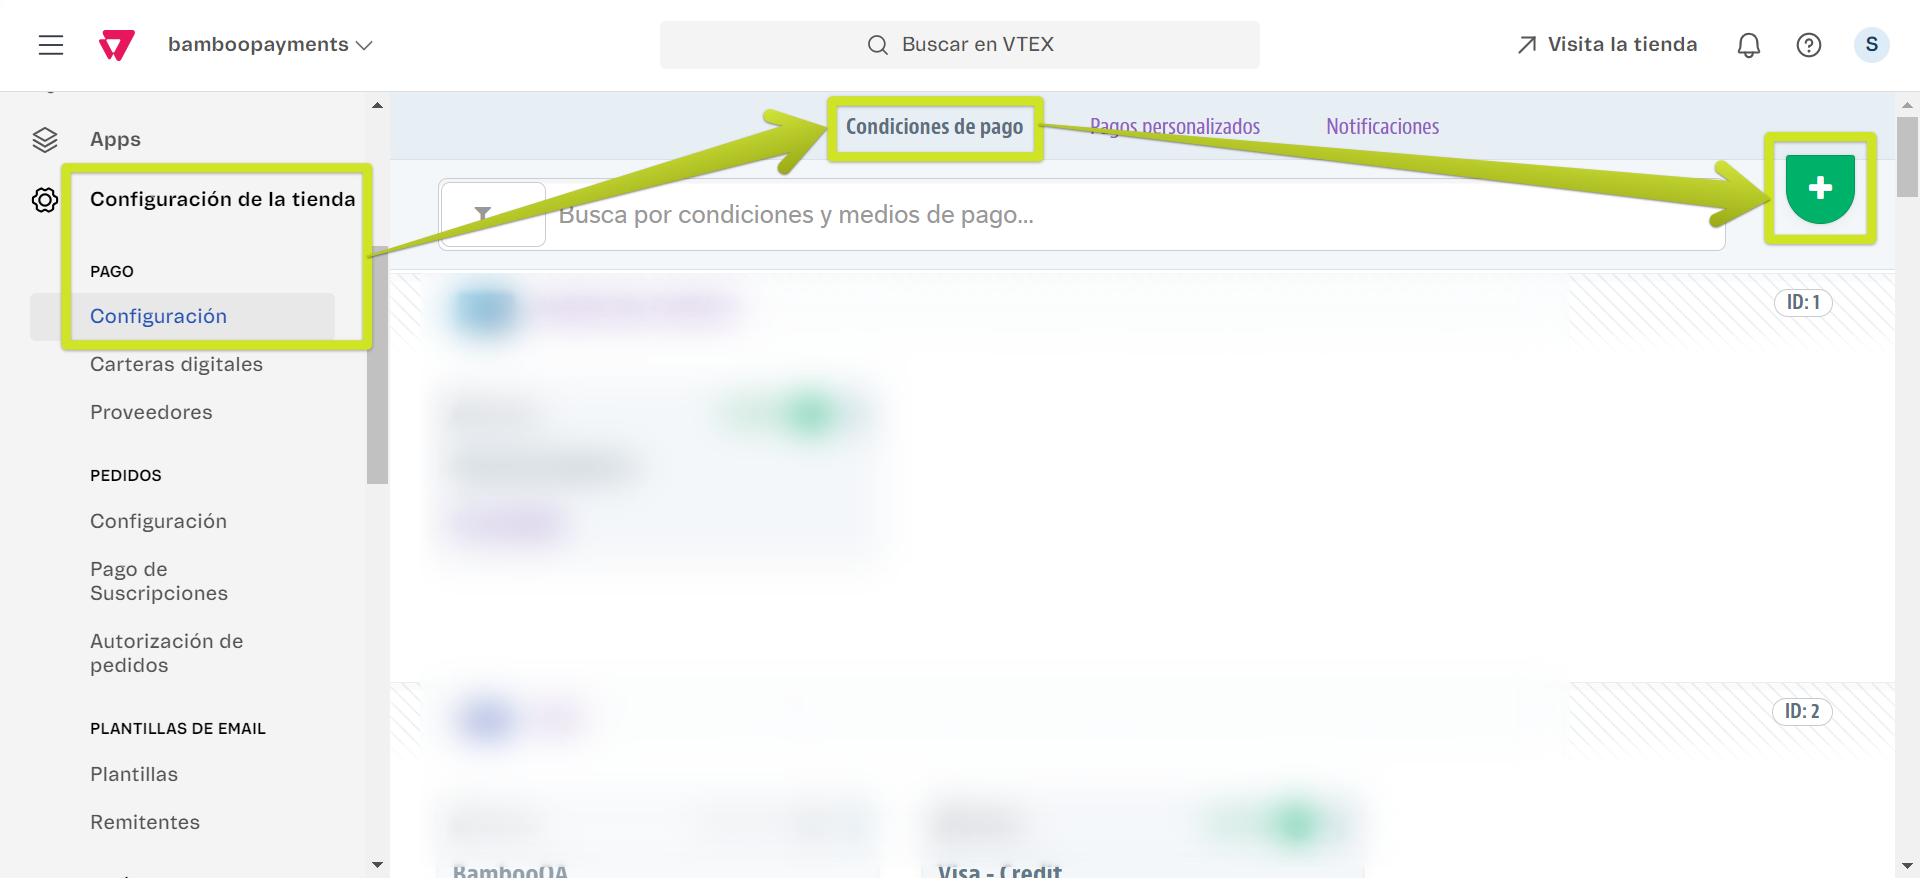 bamboopayments
Buscar en VTEX
Visita la tienda
S
Apps
Configuración de la tienda
PAGO
Configuración
Carteras digitales
Proveedores
PEDIDOS
Configuración
Pago de
Suscripciones
Autorización de
pedidos
PLANTILLAS DE EMAIL
Plantillas
Remitentes
Condiciones de pago
Pagos personalizados
Notificaciones
Busca por condiciones y medios de pago...
ID: 1
ID: 2
BambooQA
Visa - Credit